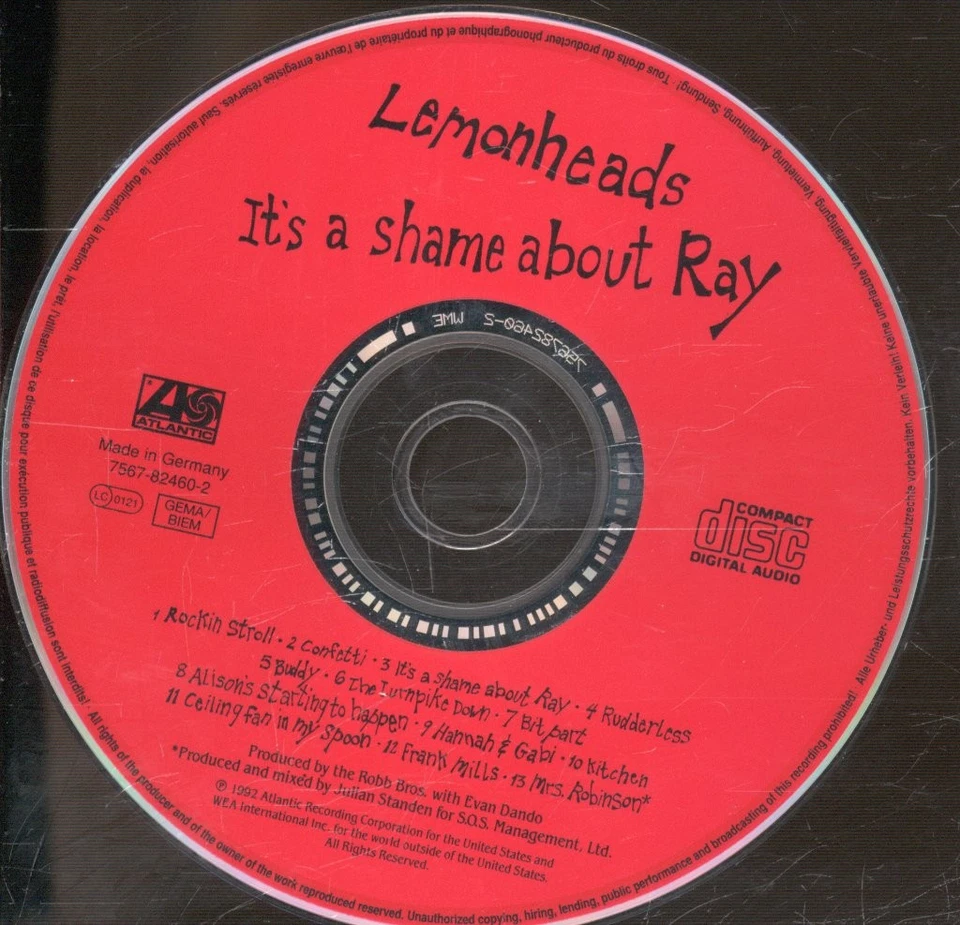 Lemonheads
It's a shame about Ray
WME 756782460-2
ATLANTIC
Made in Germany
7567-82460-2
LC 0121
GEMA/
BIEM
COMPACT
disc
DIGITAL AUDIO
1 Rockin Stroll · 2 Confetti · 3 It's a shame about Ray · 4 Rudderless
5 Buddy · 6 The Turnpike Down · 7 Bit part
8 Alison's starting to happen · 9 Hannah & Gabi · 10 Kitchen
11 Ceiling fan in my spoon · 12 Frank Mills · 13 Mrs. Robinson*
Produced by the Robb Bros. with Evan Dando
*Produced and mixed by Julian Standen for S.O.S. Management, Ltd.
℗ 1992 Atlantic Recording Corporation for the United States and
WEA International Inc. for the world outside of the United States.
All Rights Reserved.
All rights of the producer and of the owner of the work reproduced reserved. Unauthorized copying, hiring, lending, public performance and broadcasting of this recording prohibited! Alle Urheber- und Leistungsschutzrechte vorbehalten. Kein Verleih! Keine unerlaubte Vervielfältigung, Vermietung, Aufführung, Sendung! Tous droits du producteur phonographique et du propriétaire de l'œuvre enregistrée réservés. Sauf autorisation, la duplication, la location, le prêt, l'utilisation de ce disque pour exécution publique et radiodiffusion sont interdits!